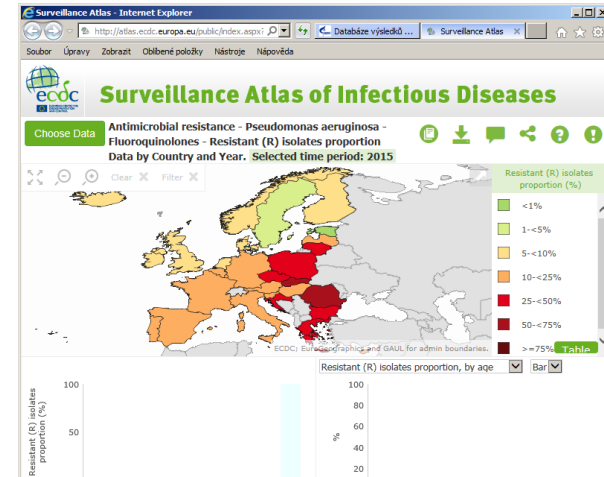 Surveillance Atlas - Internet Explorer
http://atlas.ecdc.europa.eu/public/index.aspx?
Databáze výsledků ...
Surveillance Atlas
Soubor Úpravy Zobrazit Oblíbené položky Nástroje Nápověda
ecdc
Surveillance Atlas of Infectious Diseases
Choose Data
Antimicrobial resistance - Pseudomonas aeruginosa -
Fluoroquinolones - Resistant (R) isolates proportion
Data by Country and Year. Selected time period: 2015
Clear Filter
Resistant (R) isolates
proportion (%)
<1%
1-<5%
5-<10%
10-<25%
25-<50%
50-<75%
>=75%
Table
ECDC; EuroGeographics and GAUL for admin boundaries.
Resistant (R) isolates proportion, by age
Bar
Resistant (R) isolates
proportion (%)
100
50
%
100
80
60
40
20